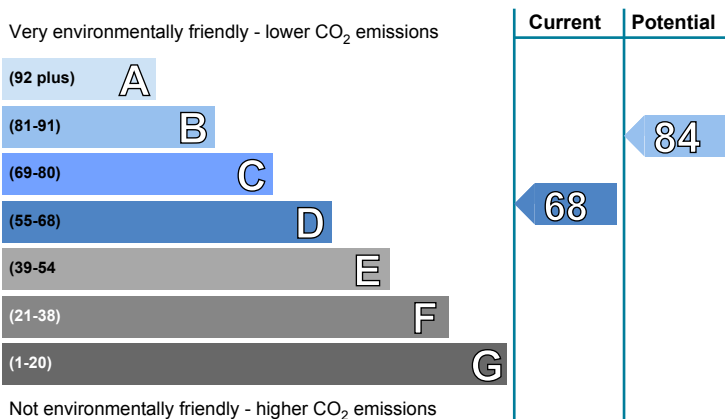 Current Potential
Very environmentally friendly - lower CO2 emissions
(92 plus) A
(81-91) B
84
(69-80) C
(55-68) D
68
(39-54 E
(21-38) F
(1-20) G
Not environmentally friendly - higher CO2 emissions